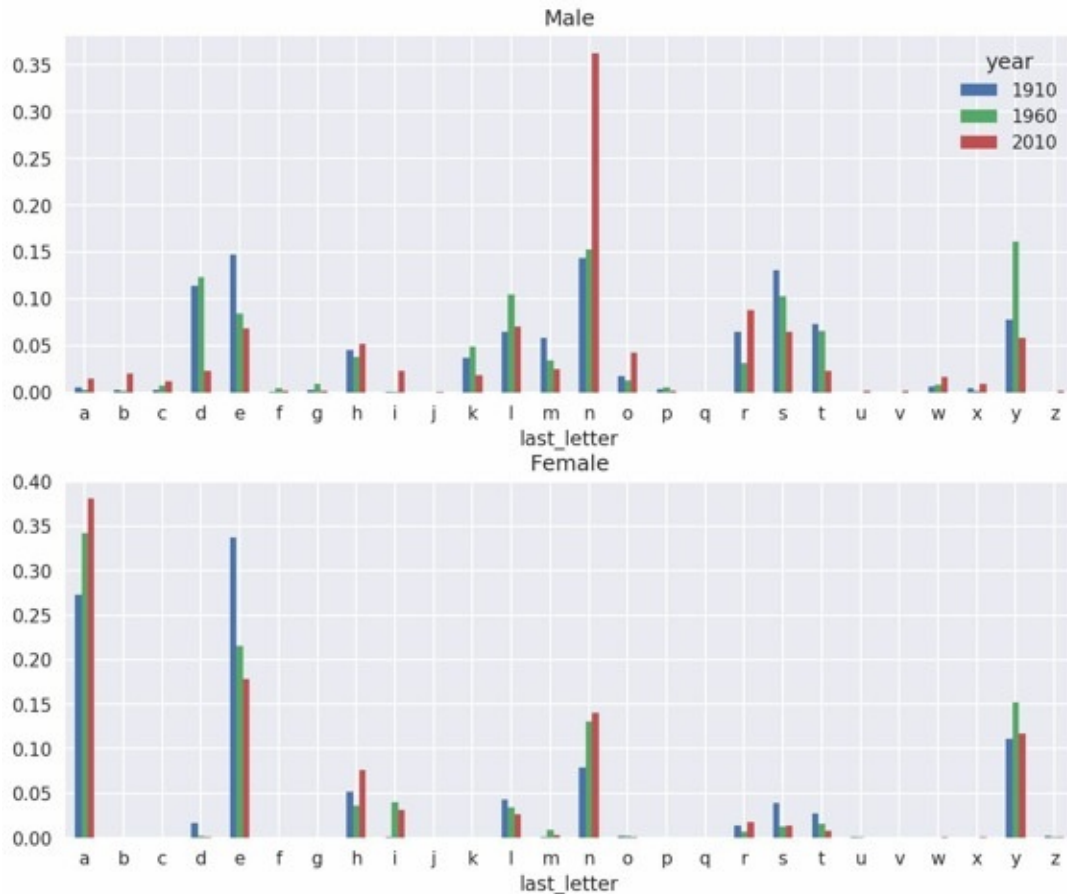 Male
year
1910
1960
2010
0.35
0.30
0.25
0.20
0.15
0.10
0.05
0.00
a b c d e f g h i j k l m n o p q r s t u v w x y z
last_letter
Female
0.40
0.35
0.30
0.25
0.20
0.15
0.10
0.05
0.00
a b c d e f g h i j k l m n o p q r s t u v w x y z
last_letter